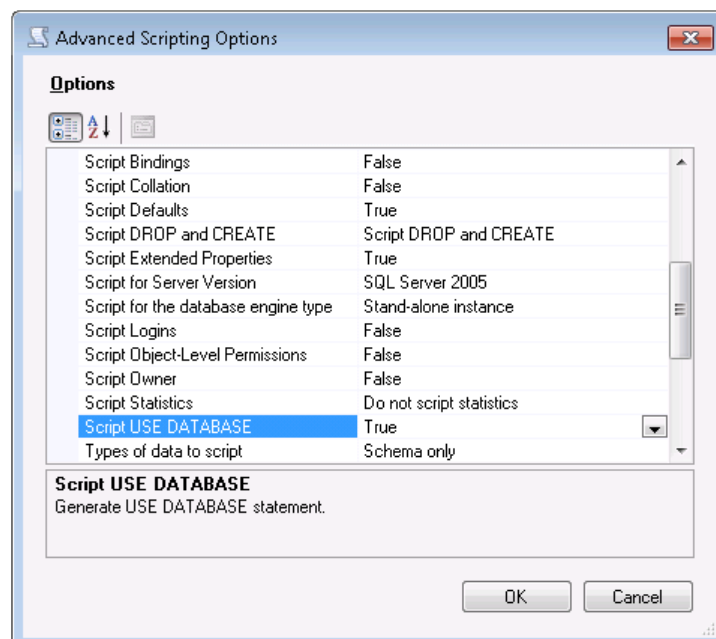 Advanced Scripting Options
Options
Script Bindings False
Script Collation False
Script Defaults True
Script DROP and CREATE Script DROP and CREATE
Script Extended Properties True
Script for Server Version SQL Server 2005
Script for the database engine type Stand-alone instance
Script Logins False
Script Object-Level Permissions False
Script Owner False
Script Statistics Do not script statistics
Script USE DATABASE True
Types of data to script Schema only
Script USE DATABASE
Generate USE DATABASE statement.
OK Cancel